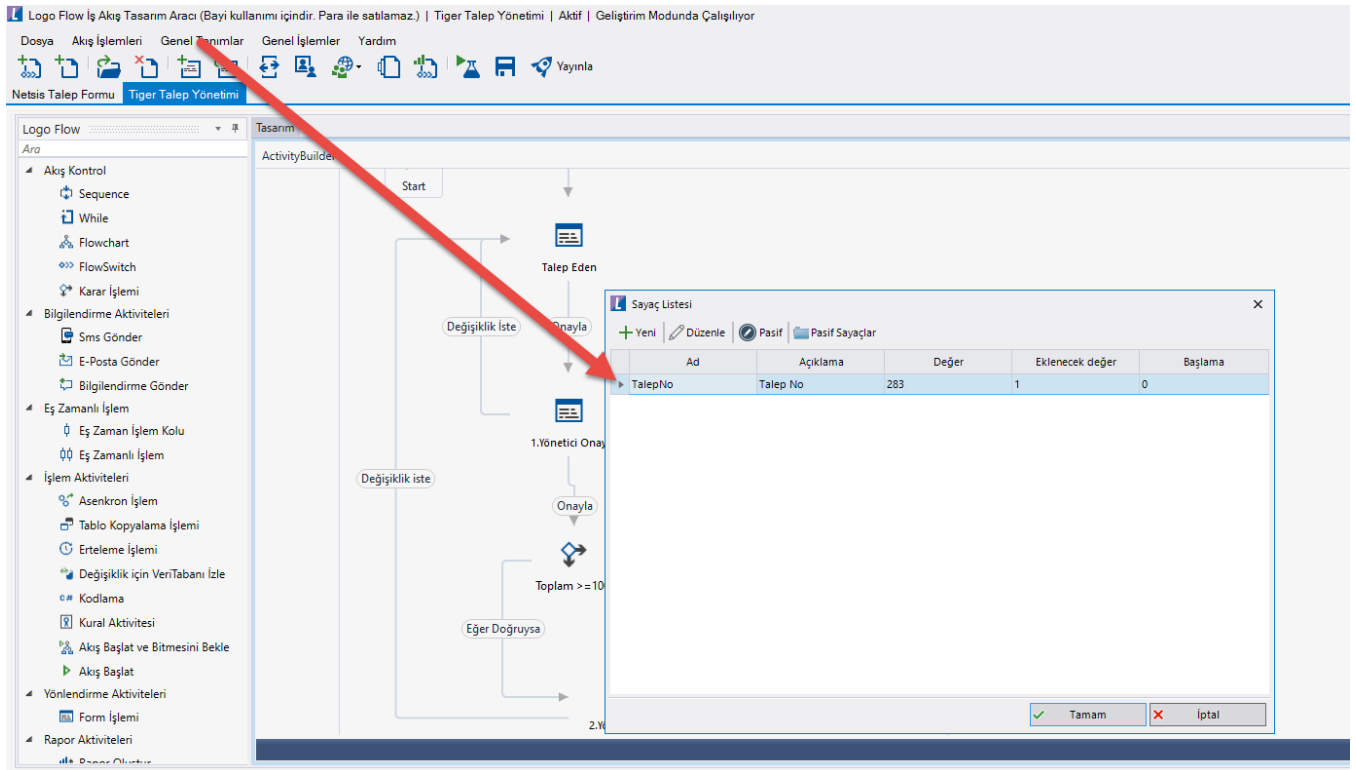 Logo Flow İş Akış Tasarım Aracı (Bayi kullanımı içindir. Para ile satılamaz.) | Tiger Talep Yönetimi | Aktif | Geliştirim Modunda Çalışılıyor
Dosya Akış İşlemleri Genel Tanımlar Genel İşlemler Yardım
Yayınla
Netsis Talep Formu Tiger Talep Yönetimi
Logo Flow
Ara
Akış Kontrol
Sequence
While
Flowchart
FlowSwitch
Karar İşlemi
Bilgilendirme Aktiviteleri
Sms Gönder
E-Posta Gönder
Bilgilendirme Gönder
Eş Zamanlı İşlem
Eş Zaman İşlem Kolu
Eş Zamanlı İşlem
İşlem Aktiviteleri
Asenkron İşlem
Tablo Kopyalama İşlemi
Erteleme İşlemi
Değişiklik için VeriTabanı İzle
Kodlama
Kural Aktivitesi
Akış Başlat ve Bitmesini Bekle
Akış Başlat
Yönlendirme Aktiviteleri
Form İşlemi
Rapor Aktiviteleri
Tasarım
ActivityBuilder
Start
Talep Eden
Değişiklik İste
Onayla
1.Yönetici Onay
Değişiklik iste
Onayla
Toplam >=10
Eğer Doğruysa
Sayaç Listesi
Yeni Düzenle Pasif Pasif Sayaçlar
Ad Açıklama Değer Eklenecek değer Başlama
TalepNo Talep No 283 1 0
Tamam İptal